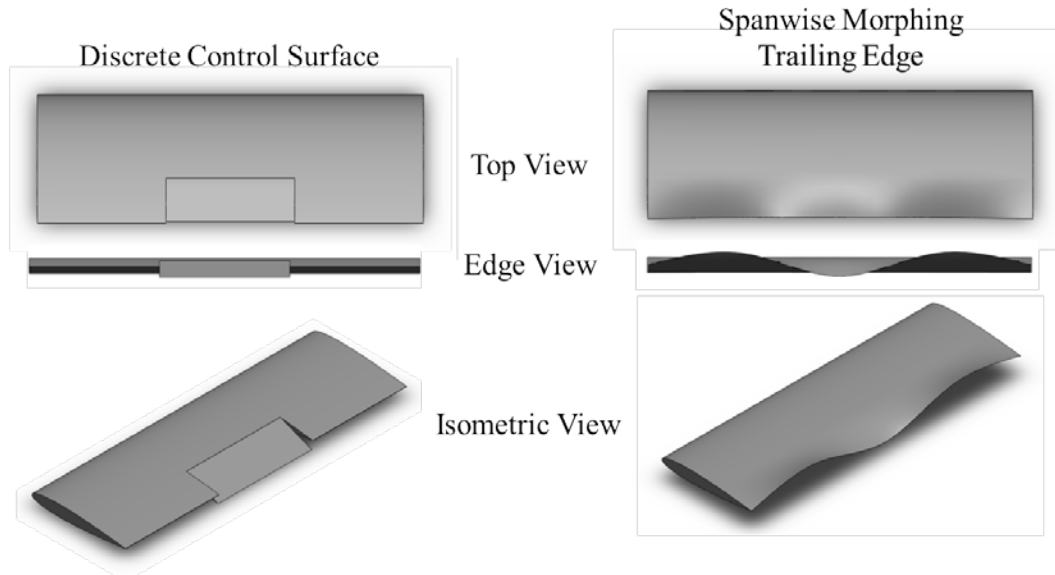 Discrete Control Surface
Spanwise Morphing
Trailing Edge
Top View
Edge View
Isometric View